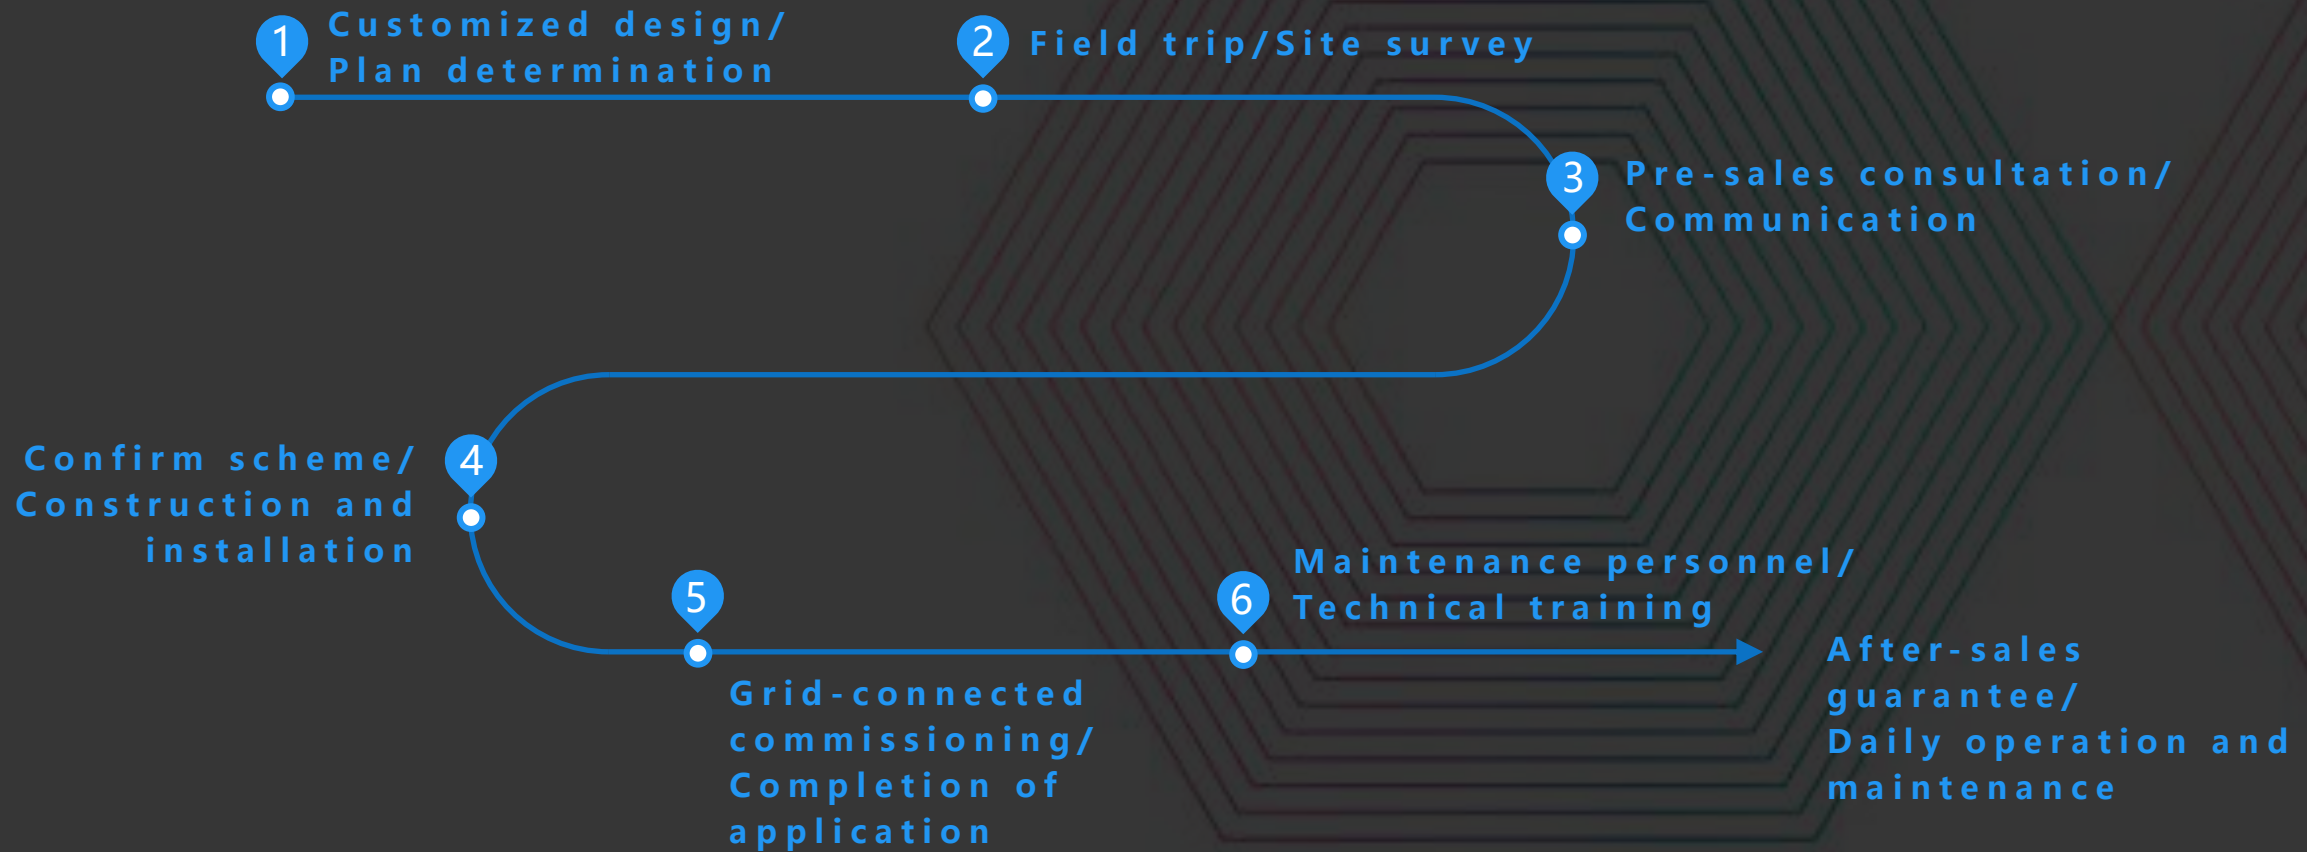 1
Customized design/
Plan determination
2
Field trip/Site survey
3
Pre-sales consultation/
Communication
4
Confirm scheme/
Construction and
installation
5
Grid-connected
commissioning/
Completion of
application
6
Maintenance personnel/
Technical training
After-sales
guarantee/
Daily operation and
maintenance